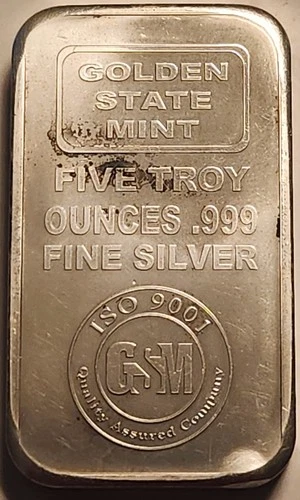 GOLDEN
STATE
MINT
FIVE TROY
OUNCES .999
FINE SILVER
ISO 9001
GSM
Quality Assured Company